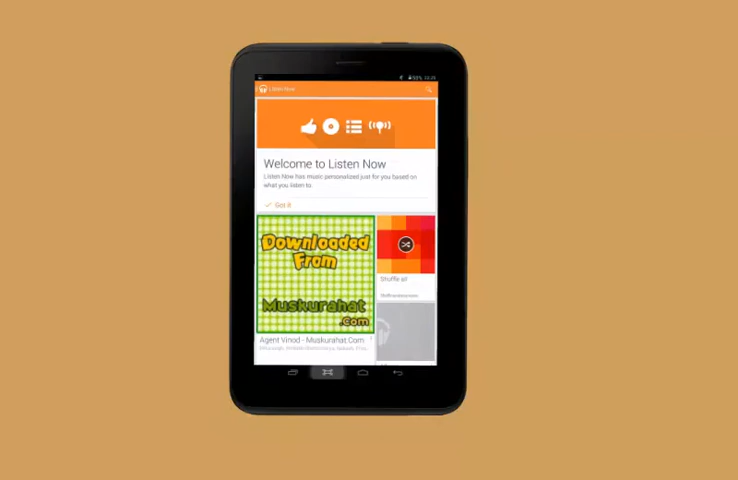 Listen Now
Welcome to Listen Now
Listen Now has music personalized just for you based on
what you listen to.
Got it
Downloaded
From
Muskurahat
.Com
Shuffle all
Agent Vinod - Muskurahat.Com